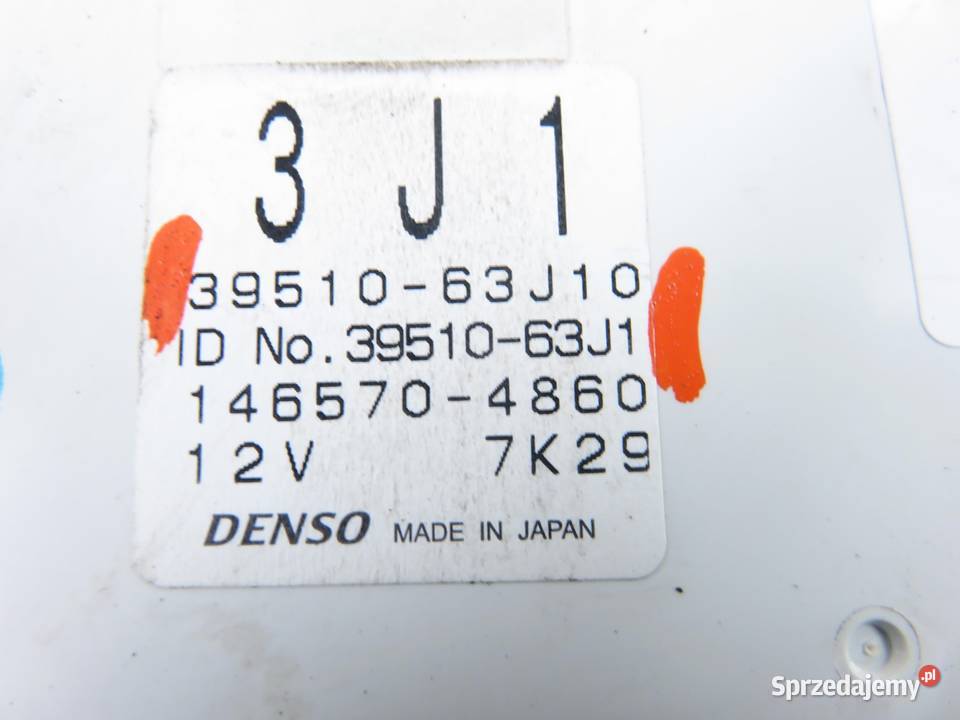 3 J 1
39510-63J10
ID No. 39510-63J1
146570-4860
12V 7K29
DENSO MADE IN JAPAN
Sprzedajemy.pl